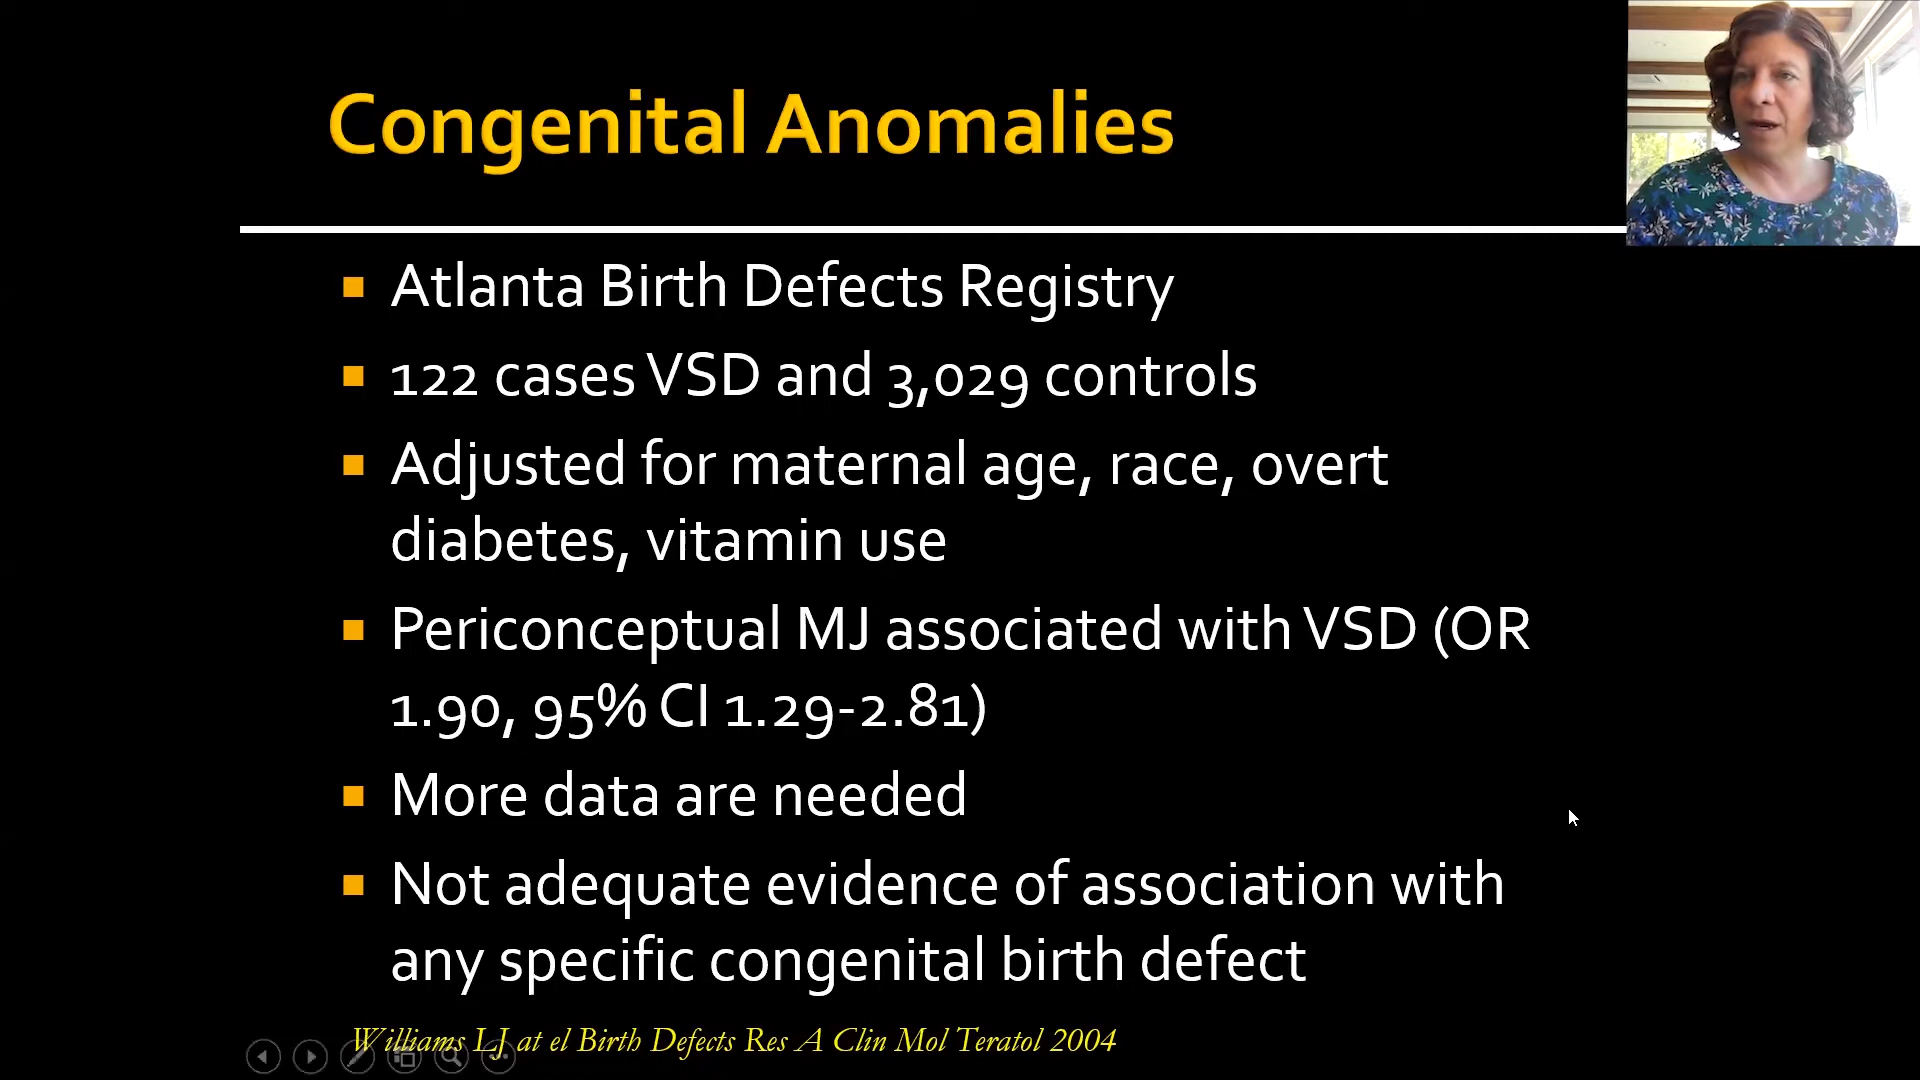 Congenital Anomalies
Atlanta Birth Defects Registry
122 cases VSD and 3,029 controls
Adjusted for maternal age, race, overt
diabetes, vitamin use
Periconceptual MJ associated with VSD (OR
1.90, 95% CI 1.29-2.81)
More data are needed
Not adequate evidence of association with
any specific congenital birth defect
Williams LJ at el Birth Defects Res A Clin Mol Teratol 2004